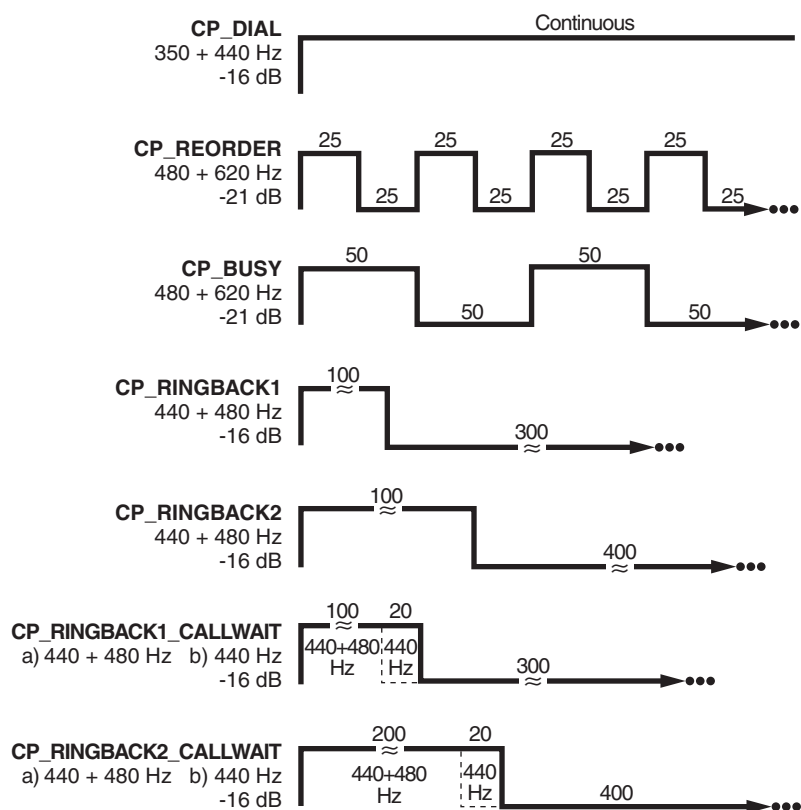 Continuous
CP_DIAL
350 + 440 Hz
-16 dB
25 25 25 25
CP_REORDER
480 + 620 Hz
-21 dB
25 25 25 25
50 50
CP_BUSY
480 + 620 Hz
-21 dB
50 50
100
CP_RINGBACK1
440 + 480 Hz
-16 dB
300
100
CP_RINGBACK2
440 + 480 Hz
-16 dB
400
100 20
CP_RINGBACK1_CALLWAIT
a) 440 + 480 Hz b) 440 Hz
-16 dB
440+480 Hz
440 Hz
300
200 20
CP_RINGBACK2_CALLWAIT
a) 440 + 480 Hz b) 440 Hz
-16 dB
440+480 Hz
440 Hz
400